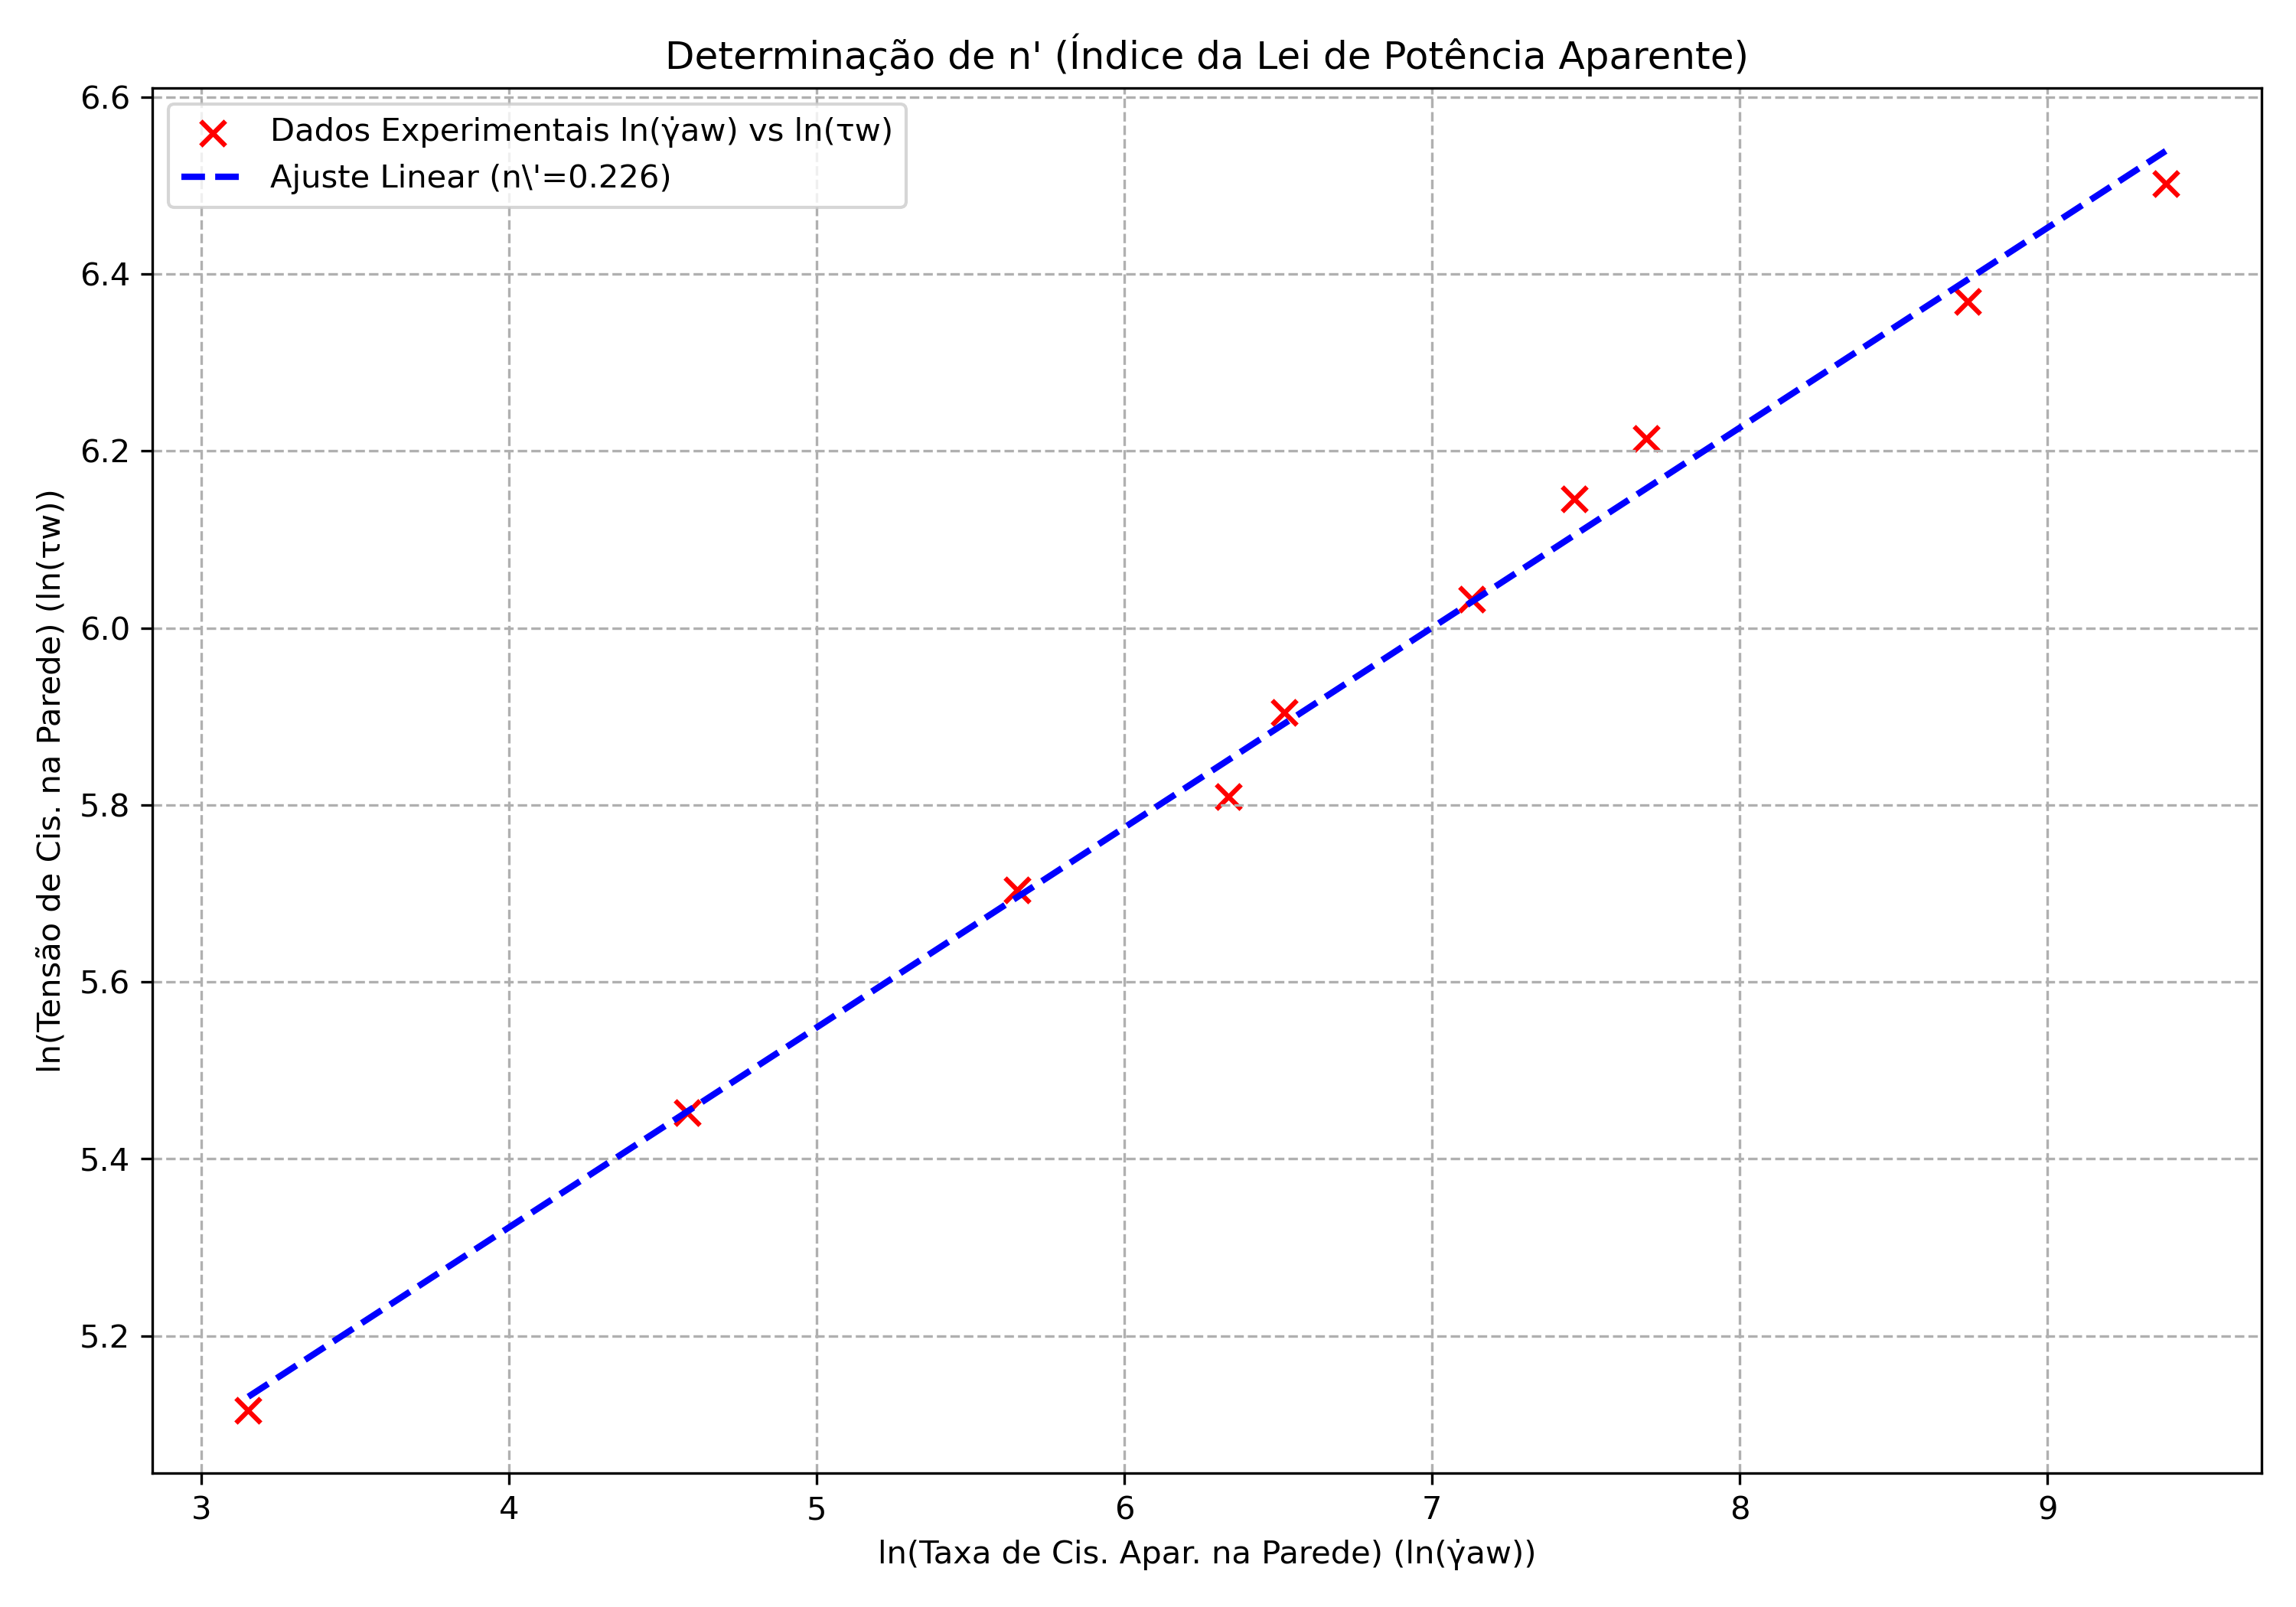 Determinação de n' (Índice da Lei de Potência Aparente)
Dados Experimentais ln(γ̇aw) vs ln(τw)
Ajuste Linear (n\'=0.226)
ln(Tensão de Cis. na Parede) (ln(τw))
6.6
6.4
6.2
6.0
5.8
5.6
5.4
5.2
3 4 5 6 7 8 9
ln(Taxa de Cis. Apar. na Parede) (ln(γ̇aw))